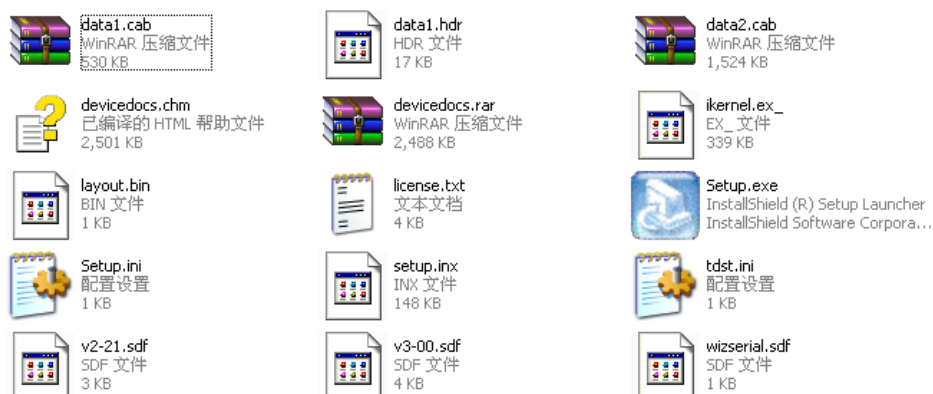 data1.cab
WinRAR 压缩文件
530 KB
data1.hdr
HDR 文件
17 KB
data2.cab
WinRAR 压缩文件
1,524 KB
devicedocs.chm
已编译的 HTML 帮助文件
2,501 KB
devicedocs.rar
WinRAR 压缩文件
2,488 KB
ikernel.ex_
EX_ 文件
339 KB
layout.bin
BIN 文件
1 KB
license.txt
文本文档
4 KB
Setup.exe
InstallShield (R) Setup Launcher
InstallShield Software Corpora...
Setup.ini
配置设置
1 KB
setup.inx
INX 文件
148 KB
tdst.ini
配置设置
1 KB
v2-21.sdf
SDF 文件
3 KB
v3-00.sdf
SDF 文件
4 KB
wizserial.sdf
SDF 文件
1 KB